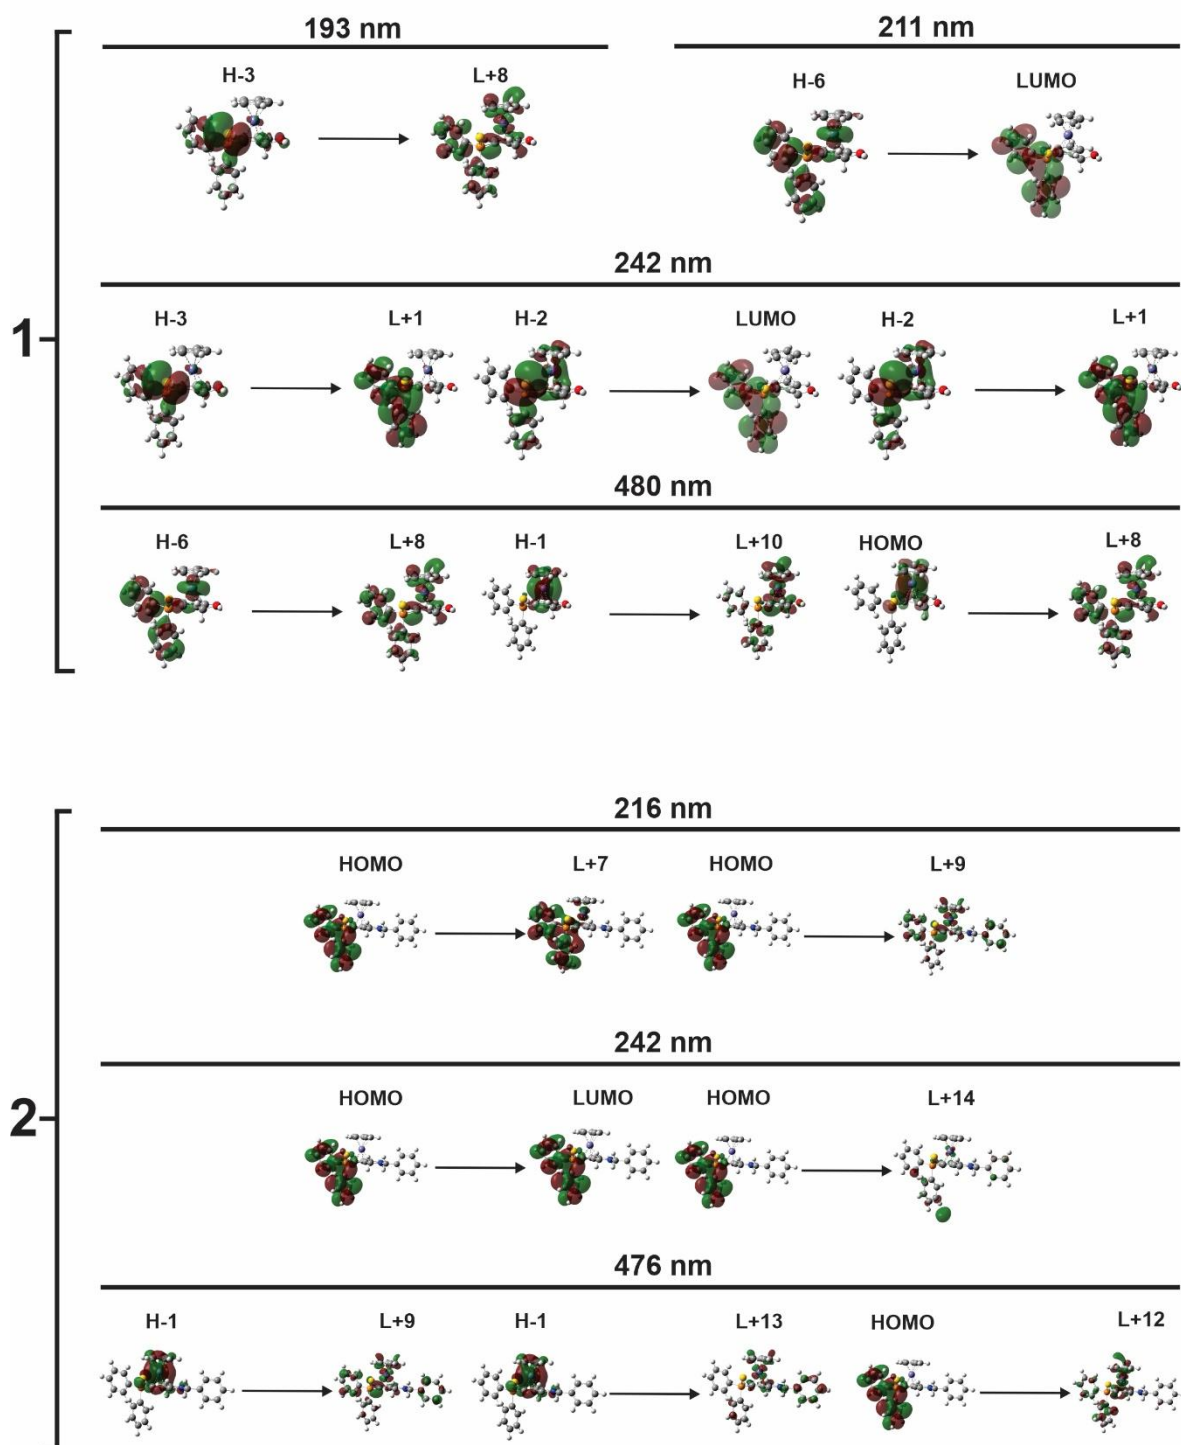 193 nm 211 nm
H-3 L+8 H-6 LUMO
242 nm
1
H-3 L+1 H-2 LUMO H-2 L+1
480 nm
H-6 L+8 H-1 L+10 HOMO L+8
216 nm
HOMO L+7 HOMO L+9
242 nm
2
HOMO LUMO HOMO L+14
476 nm
H-1 L+9 H-1 L+13 HOMO L+12